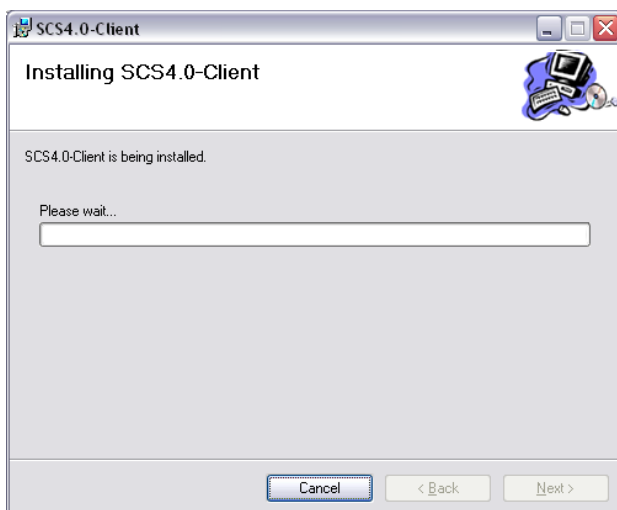 SCS4.0-Client
Installing SCS4.0-Client
SCS4.0-Client is being installed.
Please wait...
Cancel
< Back
Next >